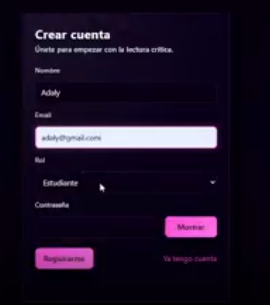 Crear cuenta
Únete para empezar con la lectura crítica.
Nombre
Adaly
Email
adaly@gmail.com
Rol
Estudiante
Contraseña
Mostrar
Registrarme
Ya tengo cuenta